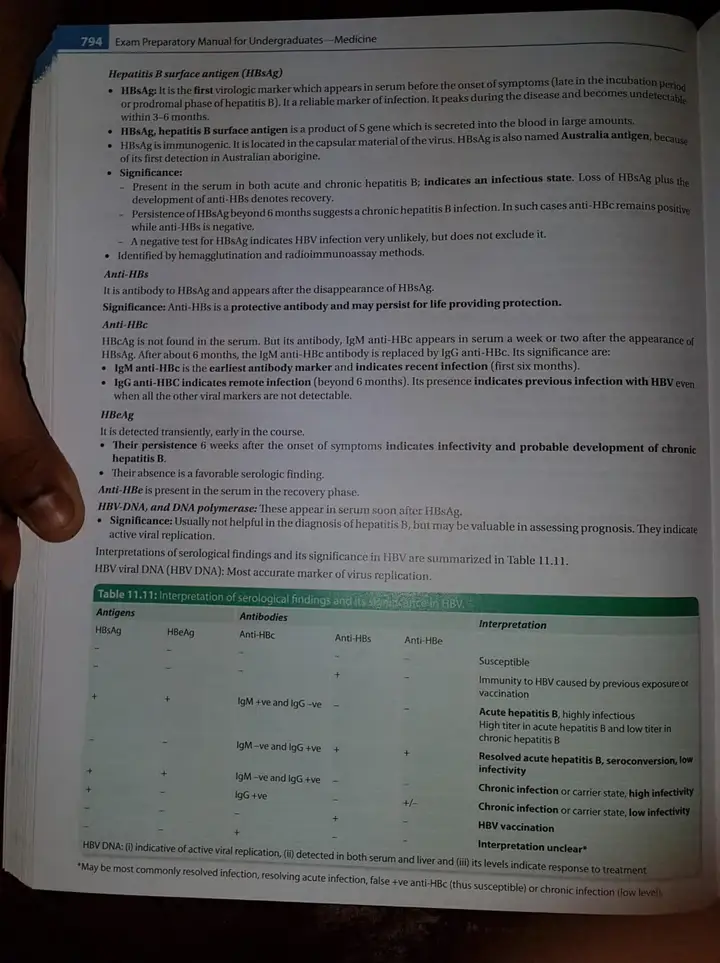 794 Exam Preparatory Manual for Undergraduates—Medicine
Hepatitis B surface antigen (HBsAg)
• HBsAg: It is the first virologic marker which appears in serum before the onset of symptoms (late in the incubation period
or prodromal phase of hepatitis B). It a reliable marker of infection. It peaks during the disease and becomes undetectable
within 3–6 months.
• HBsAg, hepatitis B surface antigen is a product of S gene which is secreted into the blood in large amounts.
• HBsAg is immunogenic. It is located in the capsular material of the virus. HBsAg is also named Australia antigen, because
of its first detection in Australian aborigine.
• Significance:
– Present in the serum in both acute and chronic hepatitis B; indicates an infectious state. Loss of HBsAg plus the
development of anti-HBs denotes recovery.
– Persistence of HBsAg beyond 6 months suggests a chronic hepatitis B infection. In such cases anti-HBc remains positive
while anti-HBs is negative.
– A negative test for HBsAg indicates HBV infection very unlikely, but does not exclude it.
• Identified by hemagglutination and radioimmunoassay methods.
Anti-HBs
It is antibody to HBsAg and appears after the disappearance of HBsAg.
Significance: Anti-HBs is a protective antibody and may persist for life providing protection.
Anti-HBc
HBcAg is not found in the serum. But its antibody, IgM anti-HBc appears in serum a week or two after the appearance of
HBsAg. After about 6 months, the IgM anti-HBc antibody is replaced by IgG anti-HBc. Its significance are:
• IgM anti-HBc is the earliest antibody marker and indicates recent infection (first six months).
• IgG anti-HBC indicates remote infection (beyond 6 months). Its presence indicates previous infection with HBV even
when all the other viral markers are not detectable.
HBeAg
It is detected transiently, early in the course.
• Their persistence 6 weeks after the onset of symptoms indicates infectivity and probable development of chronic
hepatitis B.
• Their absence is a favorable serologic finding.
Anti-HBe is present in the serum in the recovery phase.
HBV-DNA, and DNA polymerase: These appear in serum soon after HBsAg.
• Significance: Usually not helpful in the diagnosis of hepatitis B, but may be valuable in assessing prognosis. They indicate
active viral replication.
Interpretations of serological findings and its significance in HBV are summarized in Table 11.11.
HBV viral DNA (HBV DNA): Most accurate marker of virus replication.
Table 11.11: Interpretation of serological findings and its significance in HBV.
Antigens Antibodies Interpretation
HBsAg HBeAg Anti-HBc Anti-HBs Anti-HBe
– – – – – Susceptible
– – – + – Immunity to HBV caused by previous exposure or
vaccination
+ + IgM +ve and IgG –ve – – Acute hepatitis B, highly infectious
High titer in acute hepatitis B and low titer in
chronic hepatitis B
– – IgM –ve and IgG +ve + + Resolved acute hepatitis B, seroconversion, low
infectivity
+ + IgM –ve and IgG +ve – – Chronic infection or carrier state, high infectivity
+ – IgG +ve – +/– Chronic infection or carrier state, low infectivity
– – – + – HBV vaccination
– – + – – Interpretation unclear*
HBV DNA: (i) indicative of active viral replication, (ii) detected in both serum and liver and (iii) its levels indicate response to treatment
*May be most commonly resolved infection, resolving acute infection, false +ve anti-HBc (thus susceptible) or chronic infection (low level)